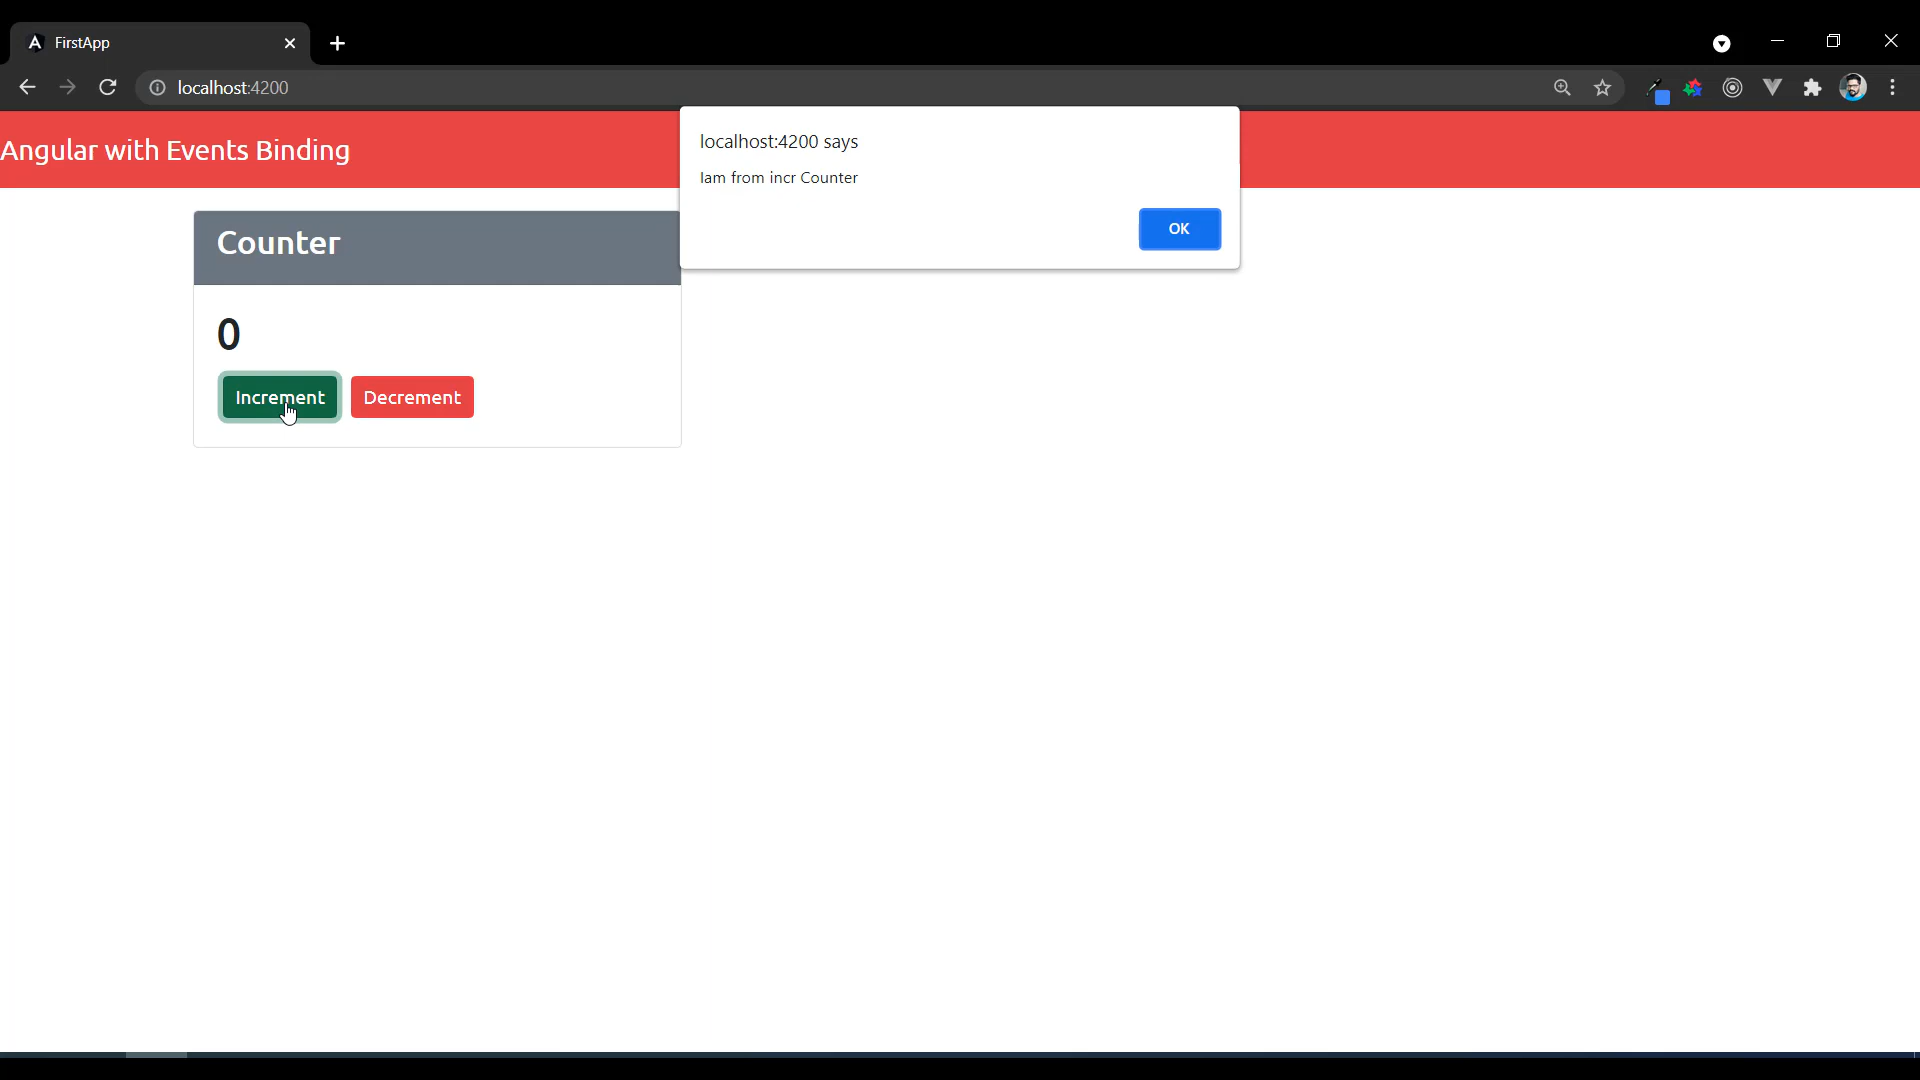 FirstApp
localhost:4200
Angular with Events Binding
localhost:4200 says
Iam from incr Counter
OK
Counter
0
Increment Decrement